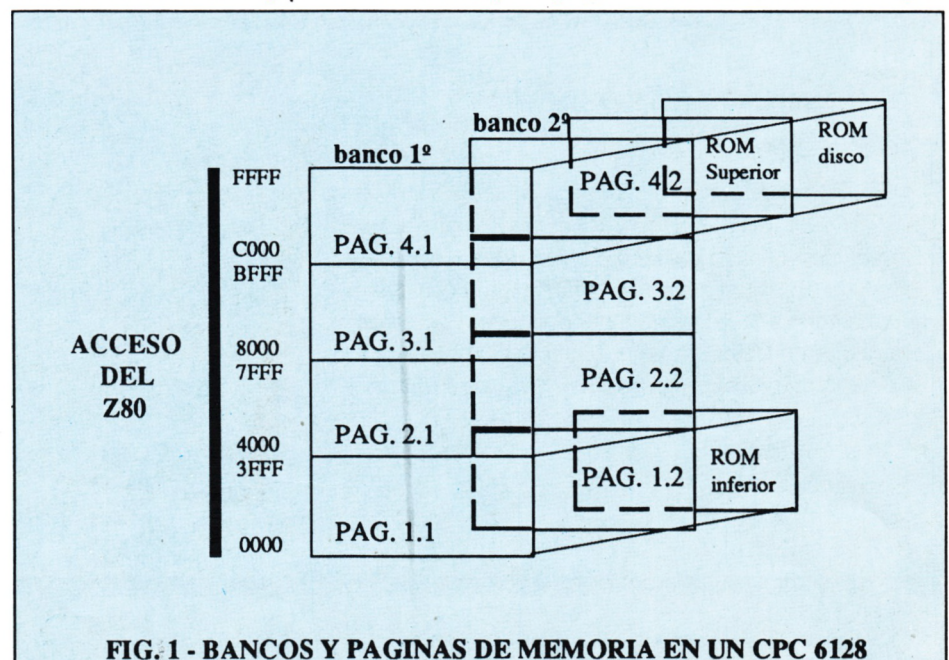 banco 1º
banco 2º
ROM
Superior
ROM
disco
FFFF
PAG. 4.2
C000
PAG. 4.1
BFFF
PAG. 3.2
ACCESO
DEL
Z80
8000
PAG. 3.1
7FFF
PAG. 2.2
4000
PAG. 2.1
3FFF
PAG. 1.2
ROM
inferior
0000
PAG. 1.1
FIG. 1 - BANCOS Y PAGINAS DE MEMORIA EN UN CPC 6128